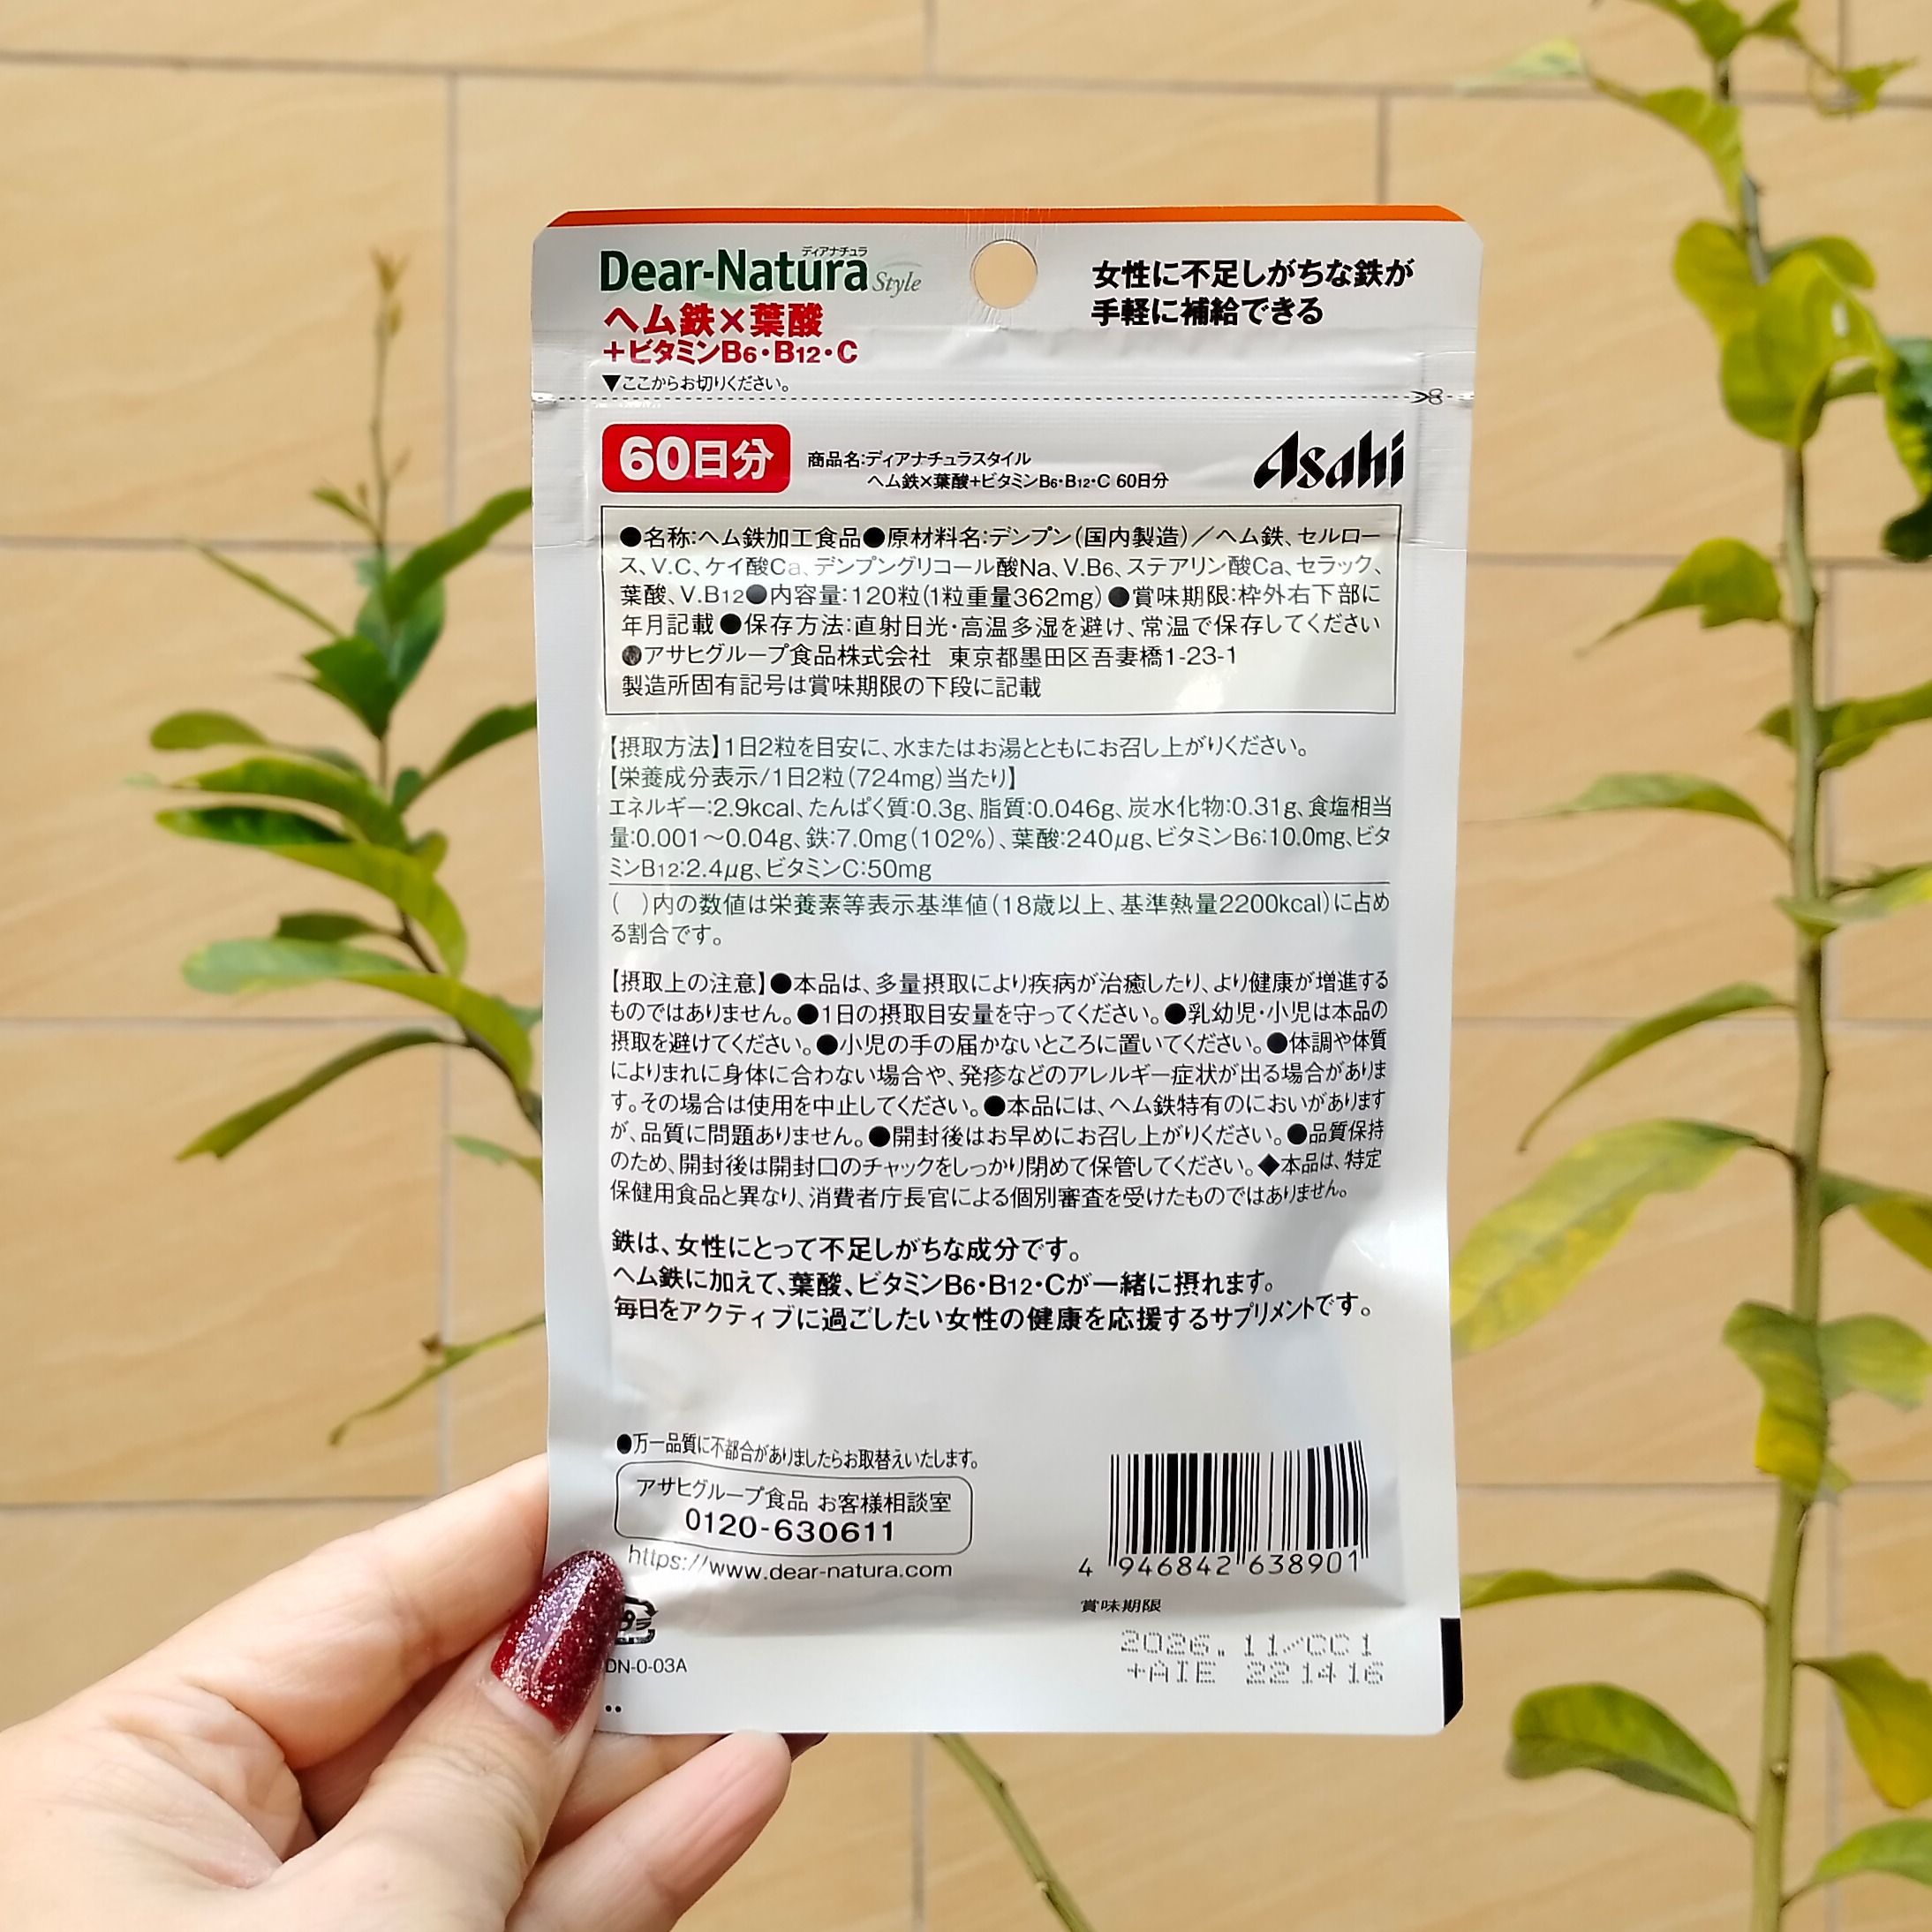 ディアナチュラ
Dear-Natura Style
ヘム鉄×葉酸
+ビタミンB6・B12・C
女性に不足しがちな鉄が
手軽に補給できる
▼ここからお切りください。
60日分
商品名:ディアナチュラスタイル
ヘム鉄×葉酸+ビタミンB6・B12・C 60日分
Asahi
●名称:ヘム鉄加工食品●原材料名:デンプン(国内製造)/ヘム鉄、セルロー
ス、V.C、ケイ酸Ca、デンプングリコール酸Na、V.B6、ステアリン酸Ca、セラック、
葉酸、V.B12●内容量:120粒(1粒重量362mg)●賞味期限:枠外右下部に
年月記載●保存方法:直射日光・高温多湿を避け、常温で保存してください
●アサヒグループ食品株式会社 東京都墨田区吾妻橋1-23-1
製造所固有記号は賞味期限の下段に記載
【摂取方法】1日2粒を目安に、水またはお湯とともにお召し上がりください。
【栄養成分表示/1日2粒(724mg)当たり】
エネルギー:2.9kcal、たんぱく質:0.3g、脂質:0.046g、炭水化物:0.31g、食塩相当
量:0.001~0.04g、鉄:7.0mg(102%)、葉酸:240μg、ビタミンB6:10.0mg、ビタ
ミンB12:2.4μg、ビタミンC:50mg
( )内の数値は栄養素等表示基準値(18歳以上、基準熱量2200kcal)に占め
る割合です。
【摂取上の注意】●本品は、多量摂取により疾病が治癒したり、より健康が増進する
ものではありません。●1日の摂取目安量を守ってください。●乳幼児・小児は本品の
摂取を避けてください。●小児の手の届かないところに置いてください。●体調や体質
によりまれに身体に合わない場合や、発疹などのアレルギー症状が出る場合がありま
す。その場合は使用を中止してください。●本品には、ヘム鉄特有のにおいがあります
が、品質に問題ありません。●開封後はお早めにお召し上がりください。●品質保持
のため、開封後は開封口のチャックをしっかり閉めて保管してください。◆本品は、特定
保健用食品と異なり、消費者庁長官による個別審査を受けたものではありません。
鉄は、女性にとって不足しがちな成分です。
ヘム鉄に加えて、葉酸、ビタミンB6・B12・Cが一緒に摂れます。
毎日をアクティブに過ごしたい女性の健康を応援するサプリメントです。
●万一品質に不都合がありましたらお取替えいたします。
アサヒグループ食品 お客様相談室
0120-630611
https://www.dear-natura.com
4 946842 638901
賞味期限
2026.11/CC1
+AIE 221416
DN-0-03A